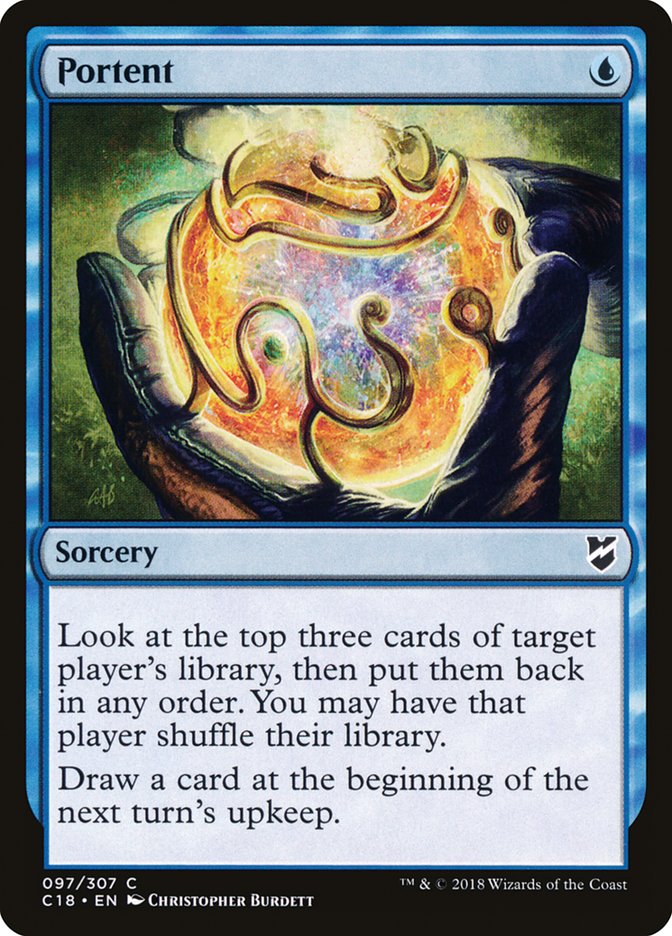 Portent
Sorcery
Look at the top three cards of target
player's library, then put them back
in any order. You may have that
player shuffle their library.
Draw a card at the beginning of the
next turn's upkeep.
097/307 C
™ & © 2018 Wizards of the Coast
C18 • EN Christopher Burdett